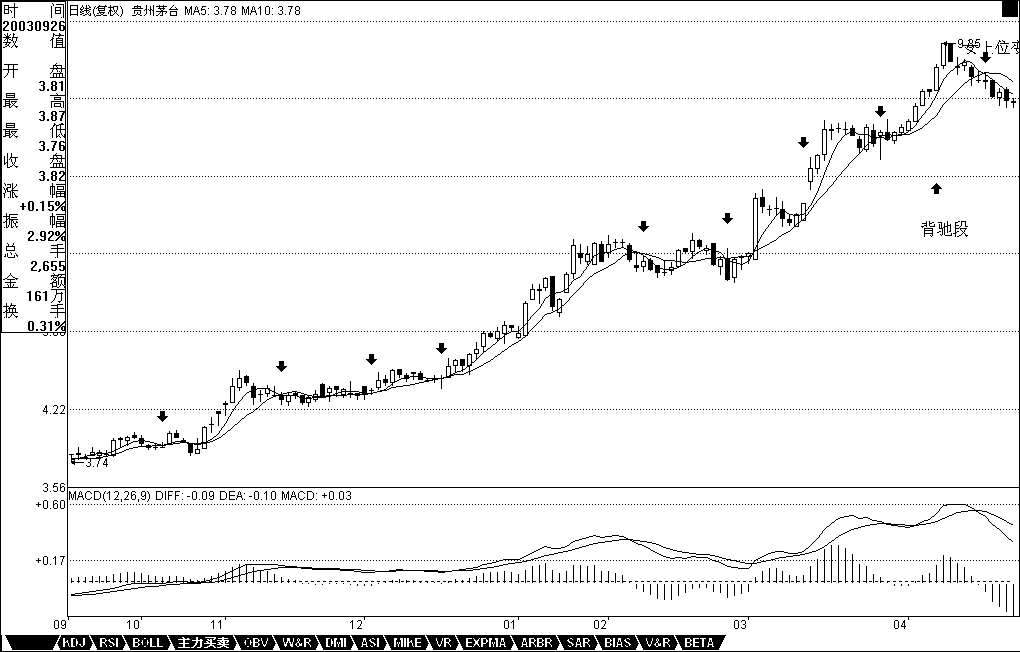 日线(复权) 贵州茅台 MA5: 3.78 MA10: 3.78
时 间
20030926
数 值
开 盘
3.81
最 高
3.87
最 低
3.76
收 盘
3.82
涨 幅
+0.15%
振 幅
2.92%
总 手
2,655
金 额
161万
换 手
0.31%
9.85
位
背驰段
4.22
3.74
3.56
MACD(12,26,9) DIFF: -0.09 DEA: -0.10 MACD: +0.03
+0.60
+0.17
09 10 11 12 01 02 03 04
KDJ RSI BOLL 主力买卖 OBV W&R DMI ASI MIKE VR EXPMA ARBR SAR BIAS V&R BETA